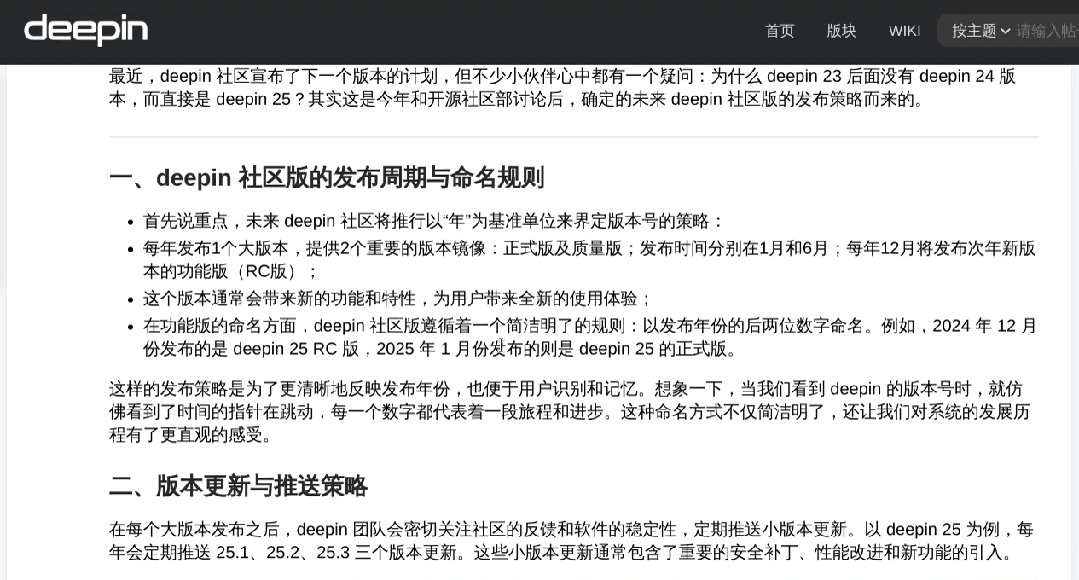 deepin
首页 版块 WIKI 按主题 请输入帖
最近，deepin 社区宣布了下一个版本的计划，但不少小伙伴心中都有一个疑问：为什么 deepin 23 后面没有 deepin 24 版
本，而直接是 deepin 25？其实这是今年和开源社区部讨论后，确定的未来 deepin 社区版的发布策略而来的。
一、deepin 社区版的发布周期与命名规则
• 首先说重点，未来 deepin 社区将推行以“年”为基准单位来界定版本号的策略：
• 每年发布1个大版本，提供2个重要的版本镜像：正式版及质量版；发布时间分别在1月和6月；每年12月将发布次年新版
本的功能版（RC版）；
• 这个版本通常会带来新的功能和特性，为用户带来全新的使用体验；
• 在功能版的命名方面，deepin 社区版遵循着一个简洁明了的规则：以发布年份的后两位数字命名。例如，2024 年 12 月
份发布的是 deepin 25 RC 版，2025 年 1 月份发布的则是 deepin 25 的正式版。
这样的发布策略是为了更清晰地反映发布年份，也便于用户识别和记忆。想象一下，当我们看到 deepin 的版本号时，就仿
佛看到了时间的指针在跳动，每一个数字都代表着一段旅程和进步。这种命名方式不仅简洁明了，还让我们对系统的发展历
程有了更直观的感受。
二、版本更新与推送策略
在每个大版本发布之后，deepin 团队会密切关注社区的反馈和软件的稳定性，定期推送小版本更新。以 deepin 25 为例，每
年会定期推送 25.1、25.2、25.3 三个版本更新。这些小版本更新通常包含了重要的安全补丁、性能改进和新功能的引入。